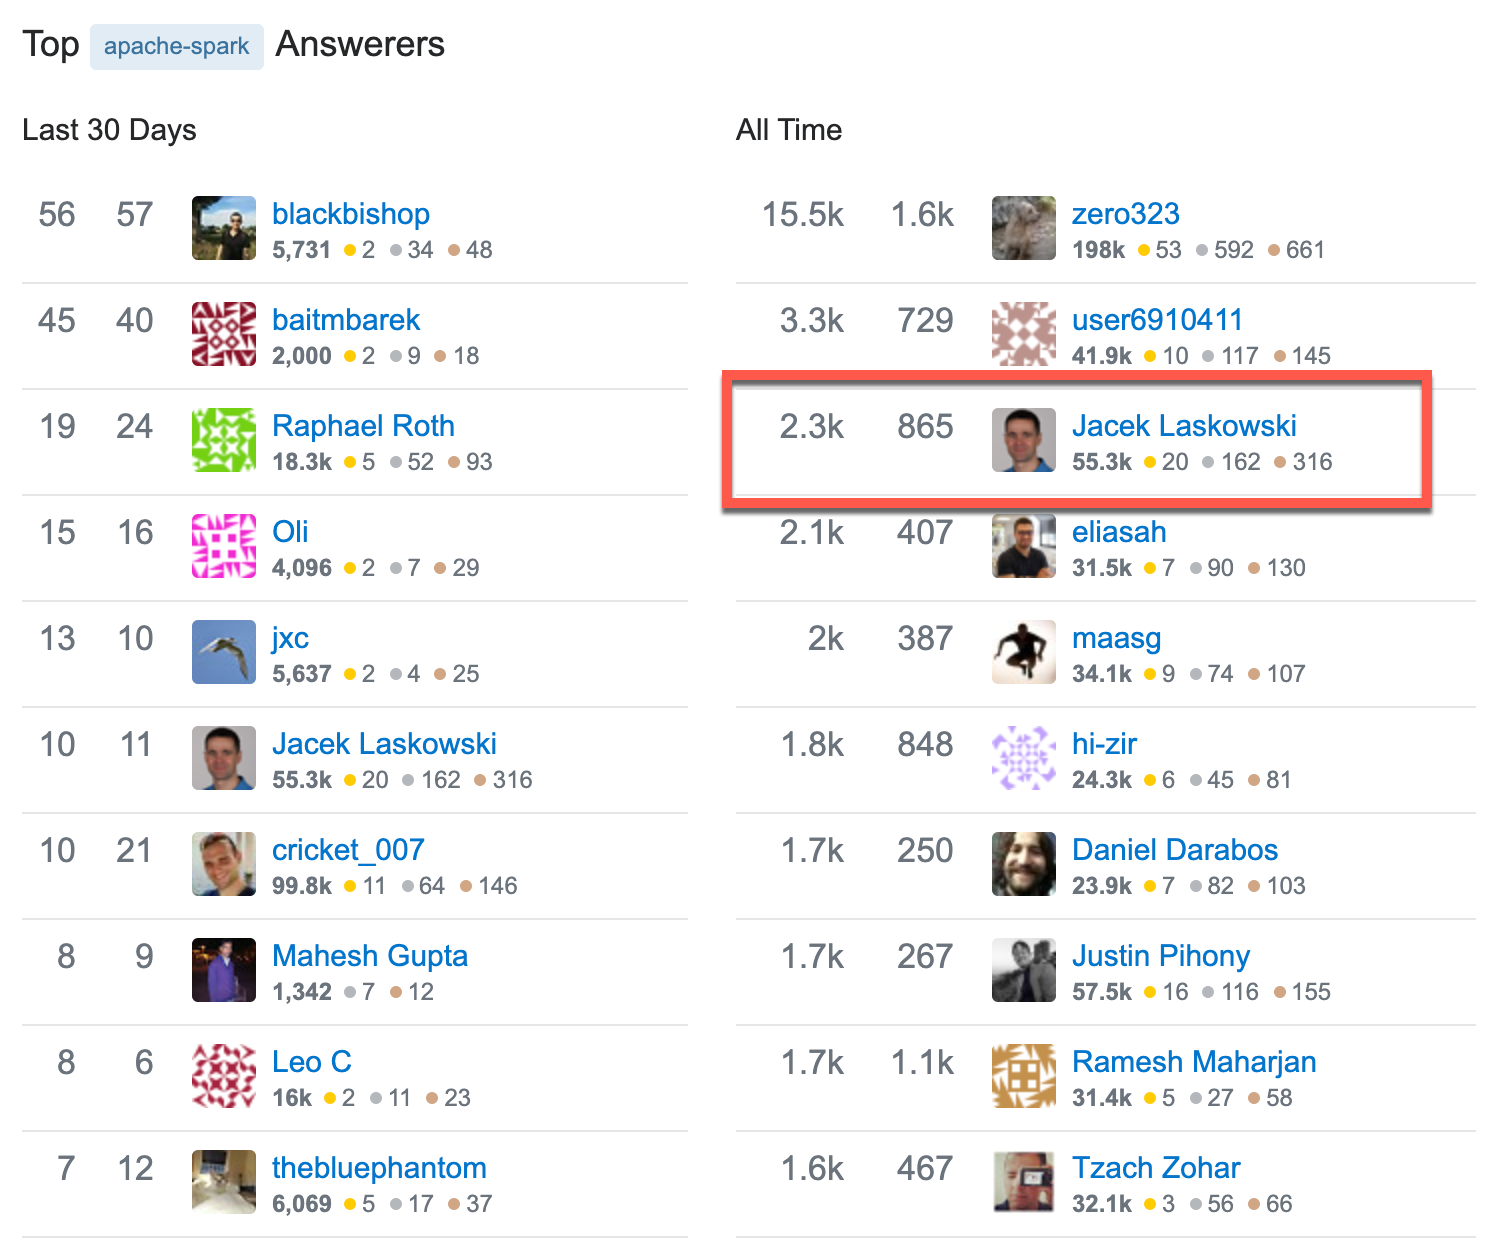 Top apache-spark Answerers
Last 30 Days
56 57 blackbishop
5,731 2 34 48
45 40 baitmbarek
2,000 2 9 18
19 24 Raphael Roth
18.3k 5 52 93
15 16 Oli
4,096 2 7 29
13 10 jxc
5,637 2 4 25
10 11 Jacek Laskowski
55.3k 20 162 316
10 21 cricket_007
99.8k 11 64 146
8 9 Mahesh Gupta
1,342 7 12
8 6 Leo C
16k 2 11 23
7 12 thebluephantom
6,069 5 17 37
All Time
15.5k 1.6k zero323
198k 53 592 661
3.3k 729 user6910411
41.9k 10 117 145
2.3k 865 Jacek Laskowski
55.3k 20 162 316
2.1k 407 eliasah
31.5k 7 90 130
2k 387 maasg
34.1k 9 74 107
1.8k 848 hi-zir
24.3k 6 45 81
1.7k 250 Daniel Darabos
23.9k 7 82 103
1.7k 267 Justin Pihony
57.5k 16 116 155
1.7k 1.1k Ramesh Maharjan
31.4k 5 27 58
1.6k 467 Tzach Zohar
32.1k 3 56 66